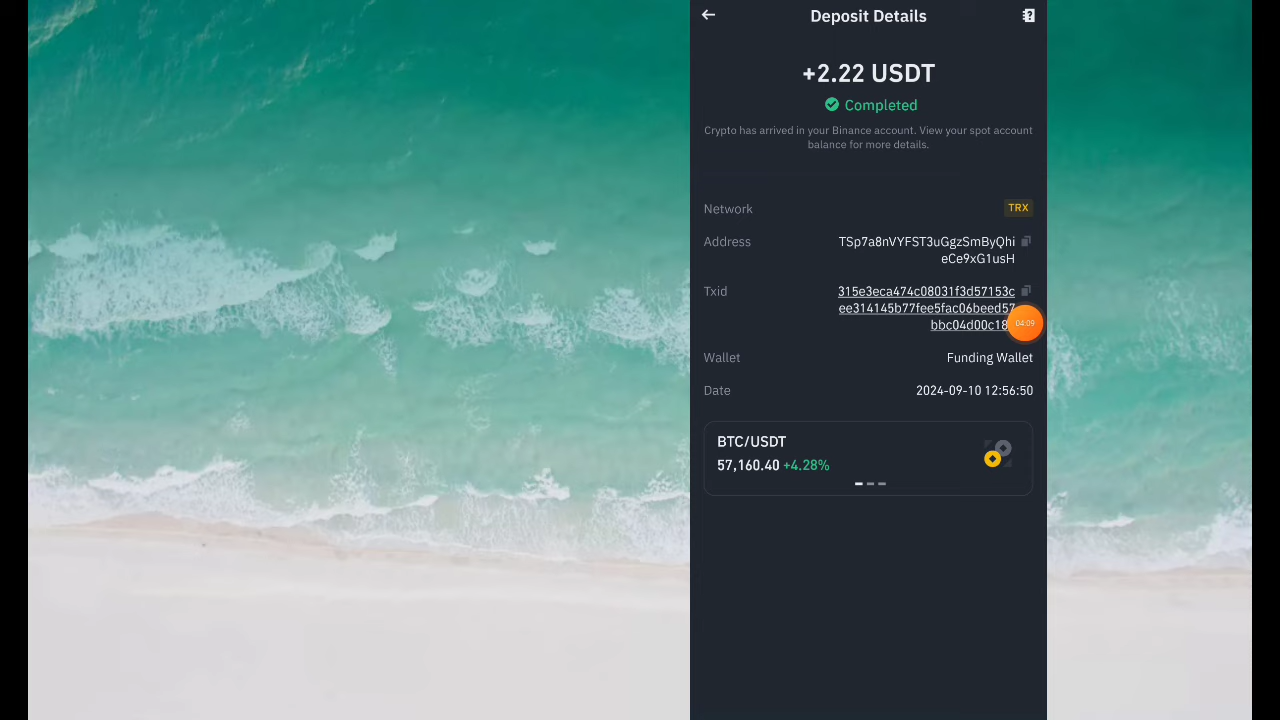 Deposit Details
+2.22 USDT
Completed
Crypto has arrived in your Binance account. View your spot account
balance for more details.
Network
TRX
Address
TSp7a8nVYFST3uGgzSmByQhi
eCe9xG1usH
Txid
315e3eca474c08031f3d57153c
ee314145b77fee5fac06beed57
bbc04d00c18
04:09
Wallet
Funding Wallet
Date
2024-09-10 12:56:50
BTC/USDT
57,160.40 +4.28%